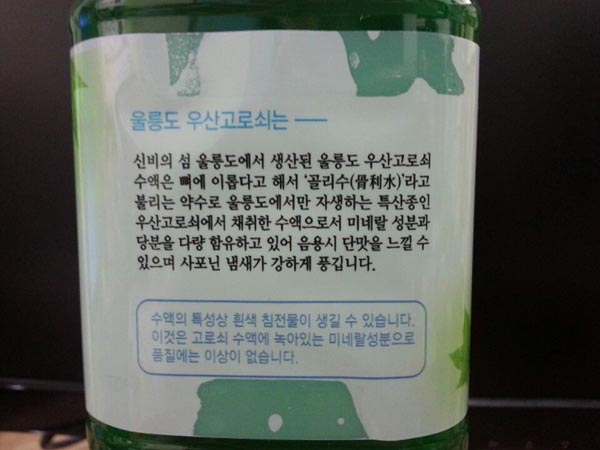 울릉도 우산고로쇠는 ──
신비의 섬 울릉도에서 생산된 울릉도 우산고로쇠
수액은 뼈에 이롭다고 해서 '골리수(骨利水)'라고
불리는 약수로 울릉도에서만 자생하는 특산종인
우산고로쇠에서 채취한 수액으로서 미네랄 성분과
당분을 다량 함유하고 있어 음용시 단맛을 느낄 수
있으며 사포닌 냄새가 강하게 풍깁니다.
수액의 특성상 흰색 침전물이 생길 수 있습니다.
이것은 고로쇠 수액에 녹아있는 미네랄성분으로
품질에는 이상이 없습니다.